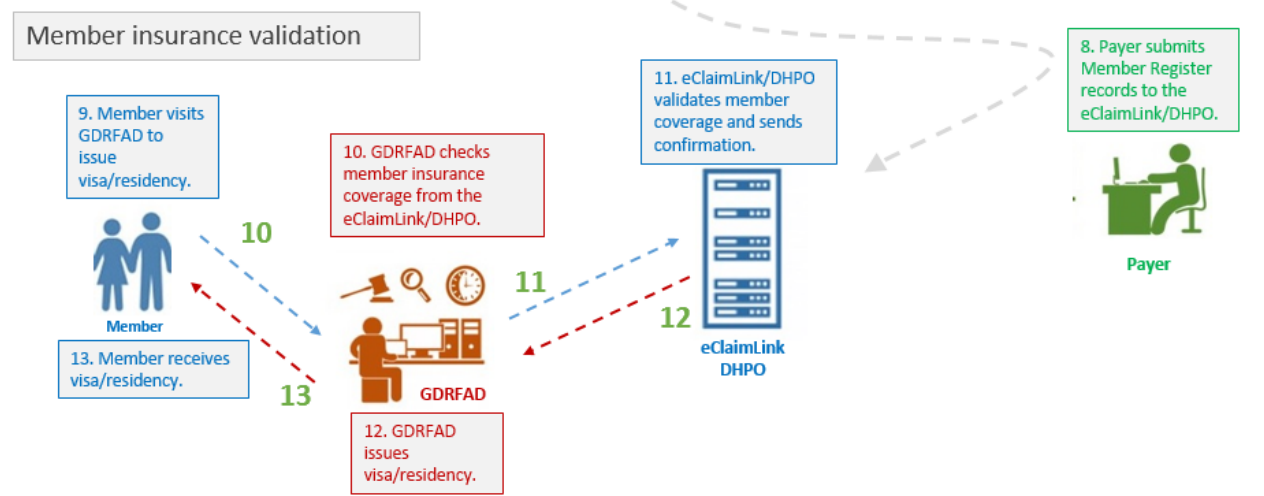 Member insurance validation
8. Payer submits
Member Register
records to the
eClaimLink/DHPO.
11. eClaimLink/DHPO
validates member
coverage and sends
confirmation.
9. Member visits
GDRFAD to
issue
visa/residency.
10. GDRFAD checks
member insurance
coverage from the
eClaimLink/DHPO.
10
11
12
13
Member
13. Member receives
visa/residency.
GDRFAD
12. GDRFAD
issues
visa/residency.
eClaimLink
DHPO
Payer